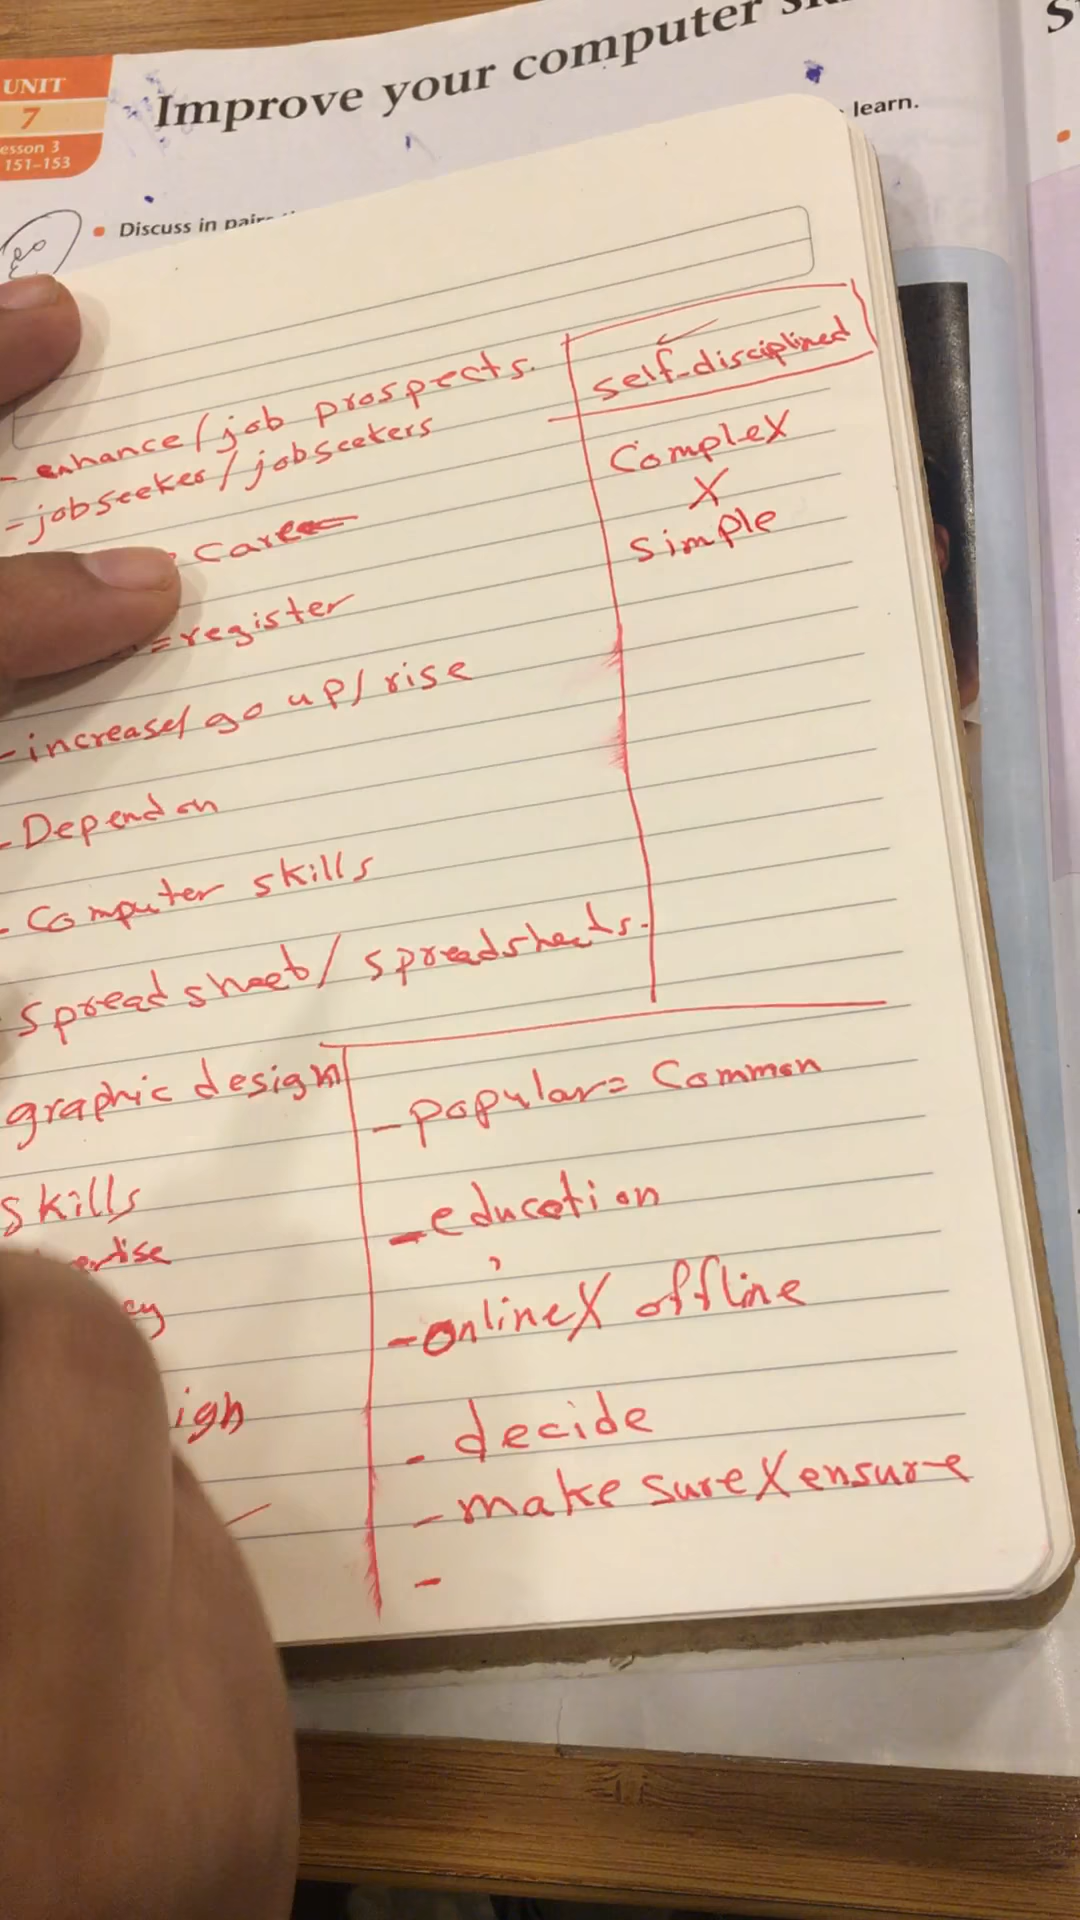 UNIT
7
esson 3
151–153
Improve your computer
learn.
Discuss in
- enhance / job prospects.
= jobseeker / jobseekers
= register
- increase / go up / rise
- Depend on
- Computer skills
spreadsheet / spreadsheets.
graphic design
skills
self-disciplined
Complex
X
Simple
- popular = Common
- education
- online X offline
- decide
- make sure X ensure
-